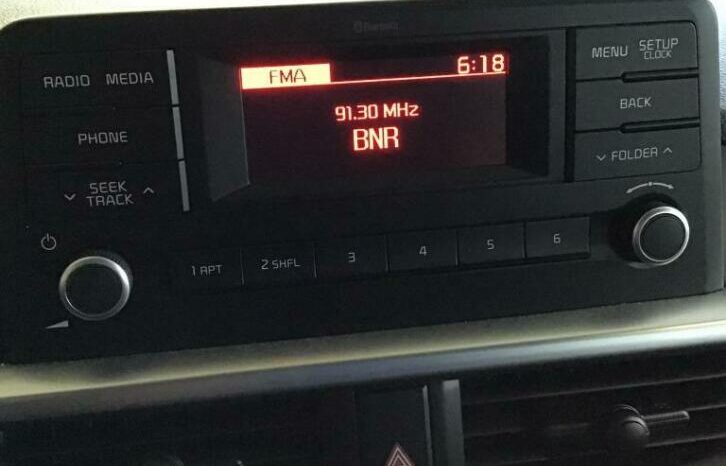 Bluetooth
RADIO MEDIA
PHONE
SEEK
TRACK
FMA 6:18
91.30 MHz
BNR
MENU SETUP
CLOCK
BACK
FOLDER
1 RPT 2 SHFL 3 4 5 6